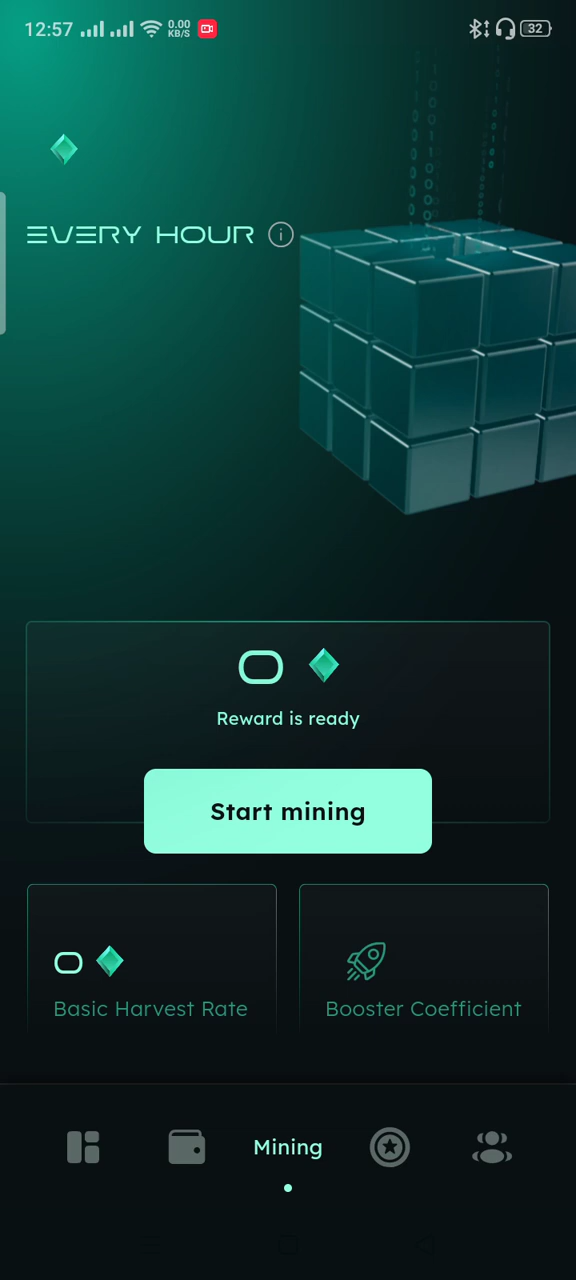 12:57
0.00
KB/S
32
EVERY HOUR
0
Reward is ready
Start mining
0
Basic Harvest Rate
Booster Coefficient
Mining